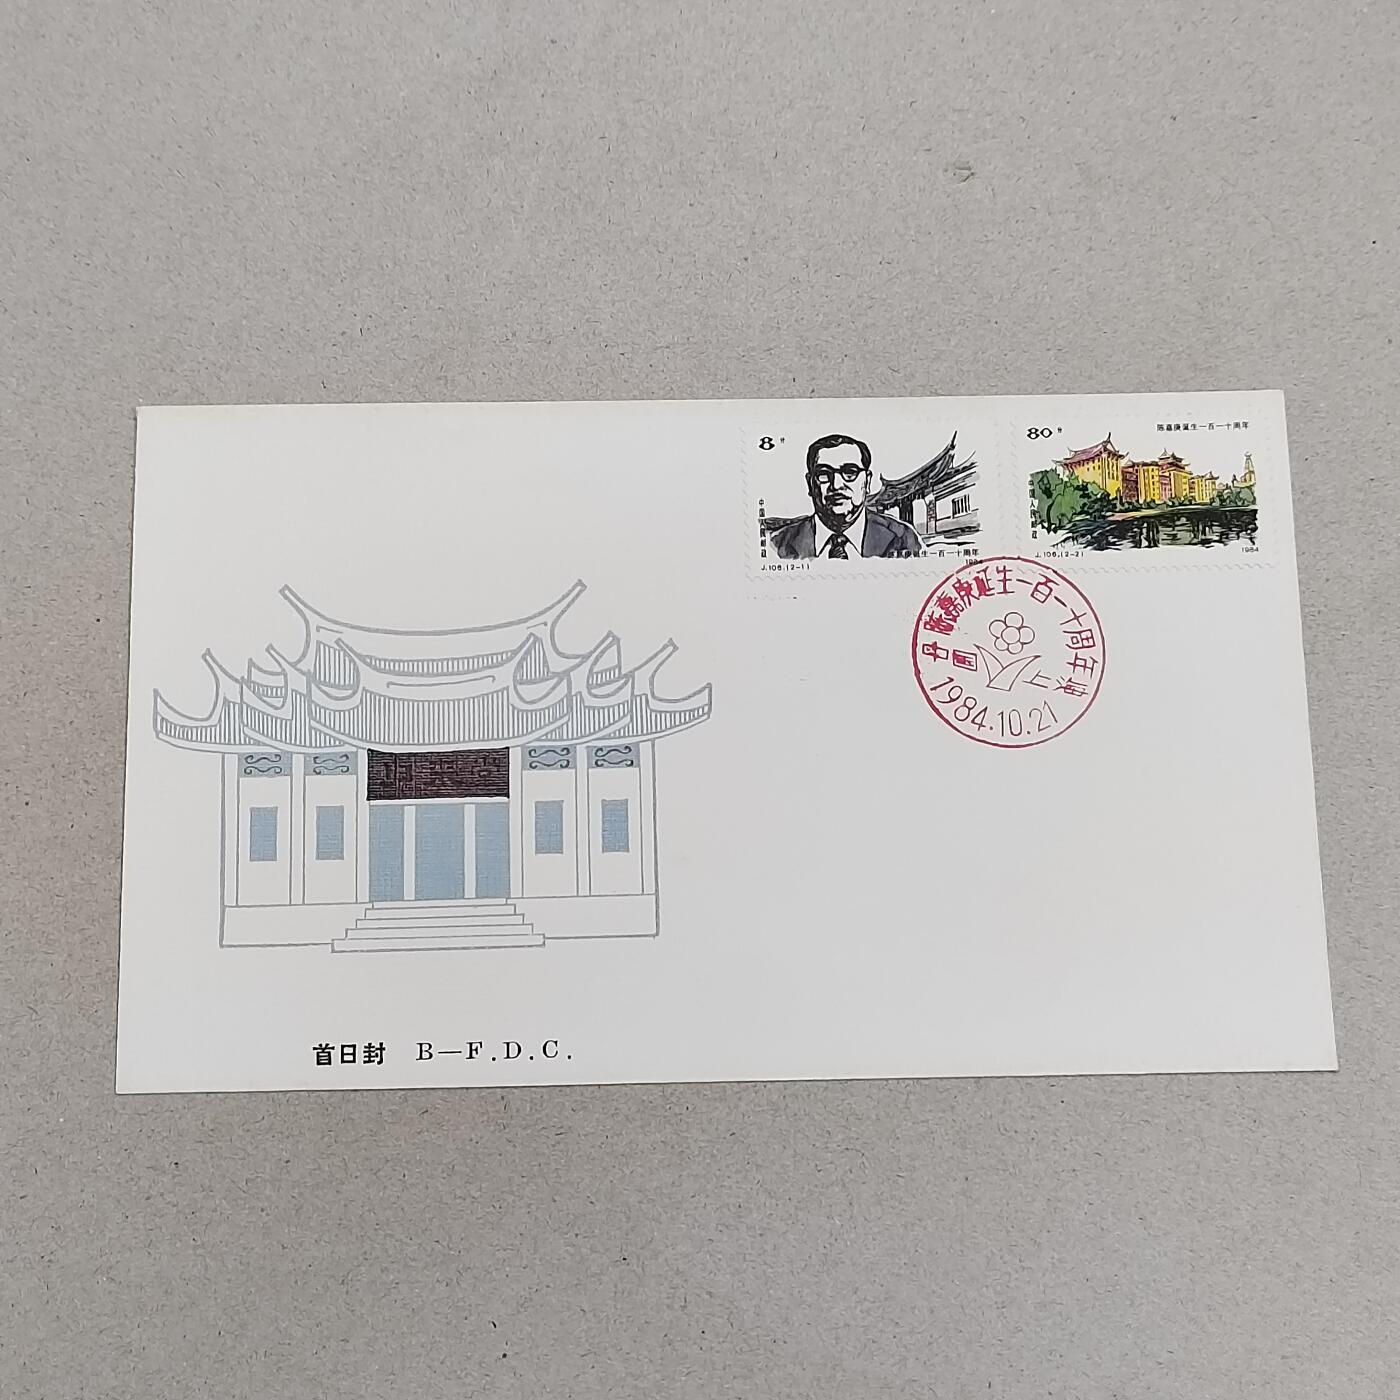 8分
中国人民邮政
陈嘉庚诞生一百一十周年
J.106.(2-1)
1984
80分
陈嘉庚诞生一百一十周年
中国人民邮政
J.106.(2-2)
1984
陈嘉庚诞生一百一十周年
中国
上海
1984.10.21
首日封 B—F.D.C.